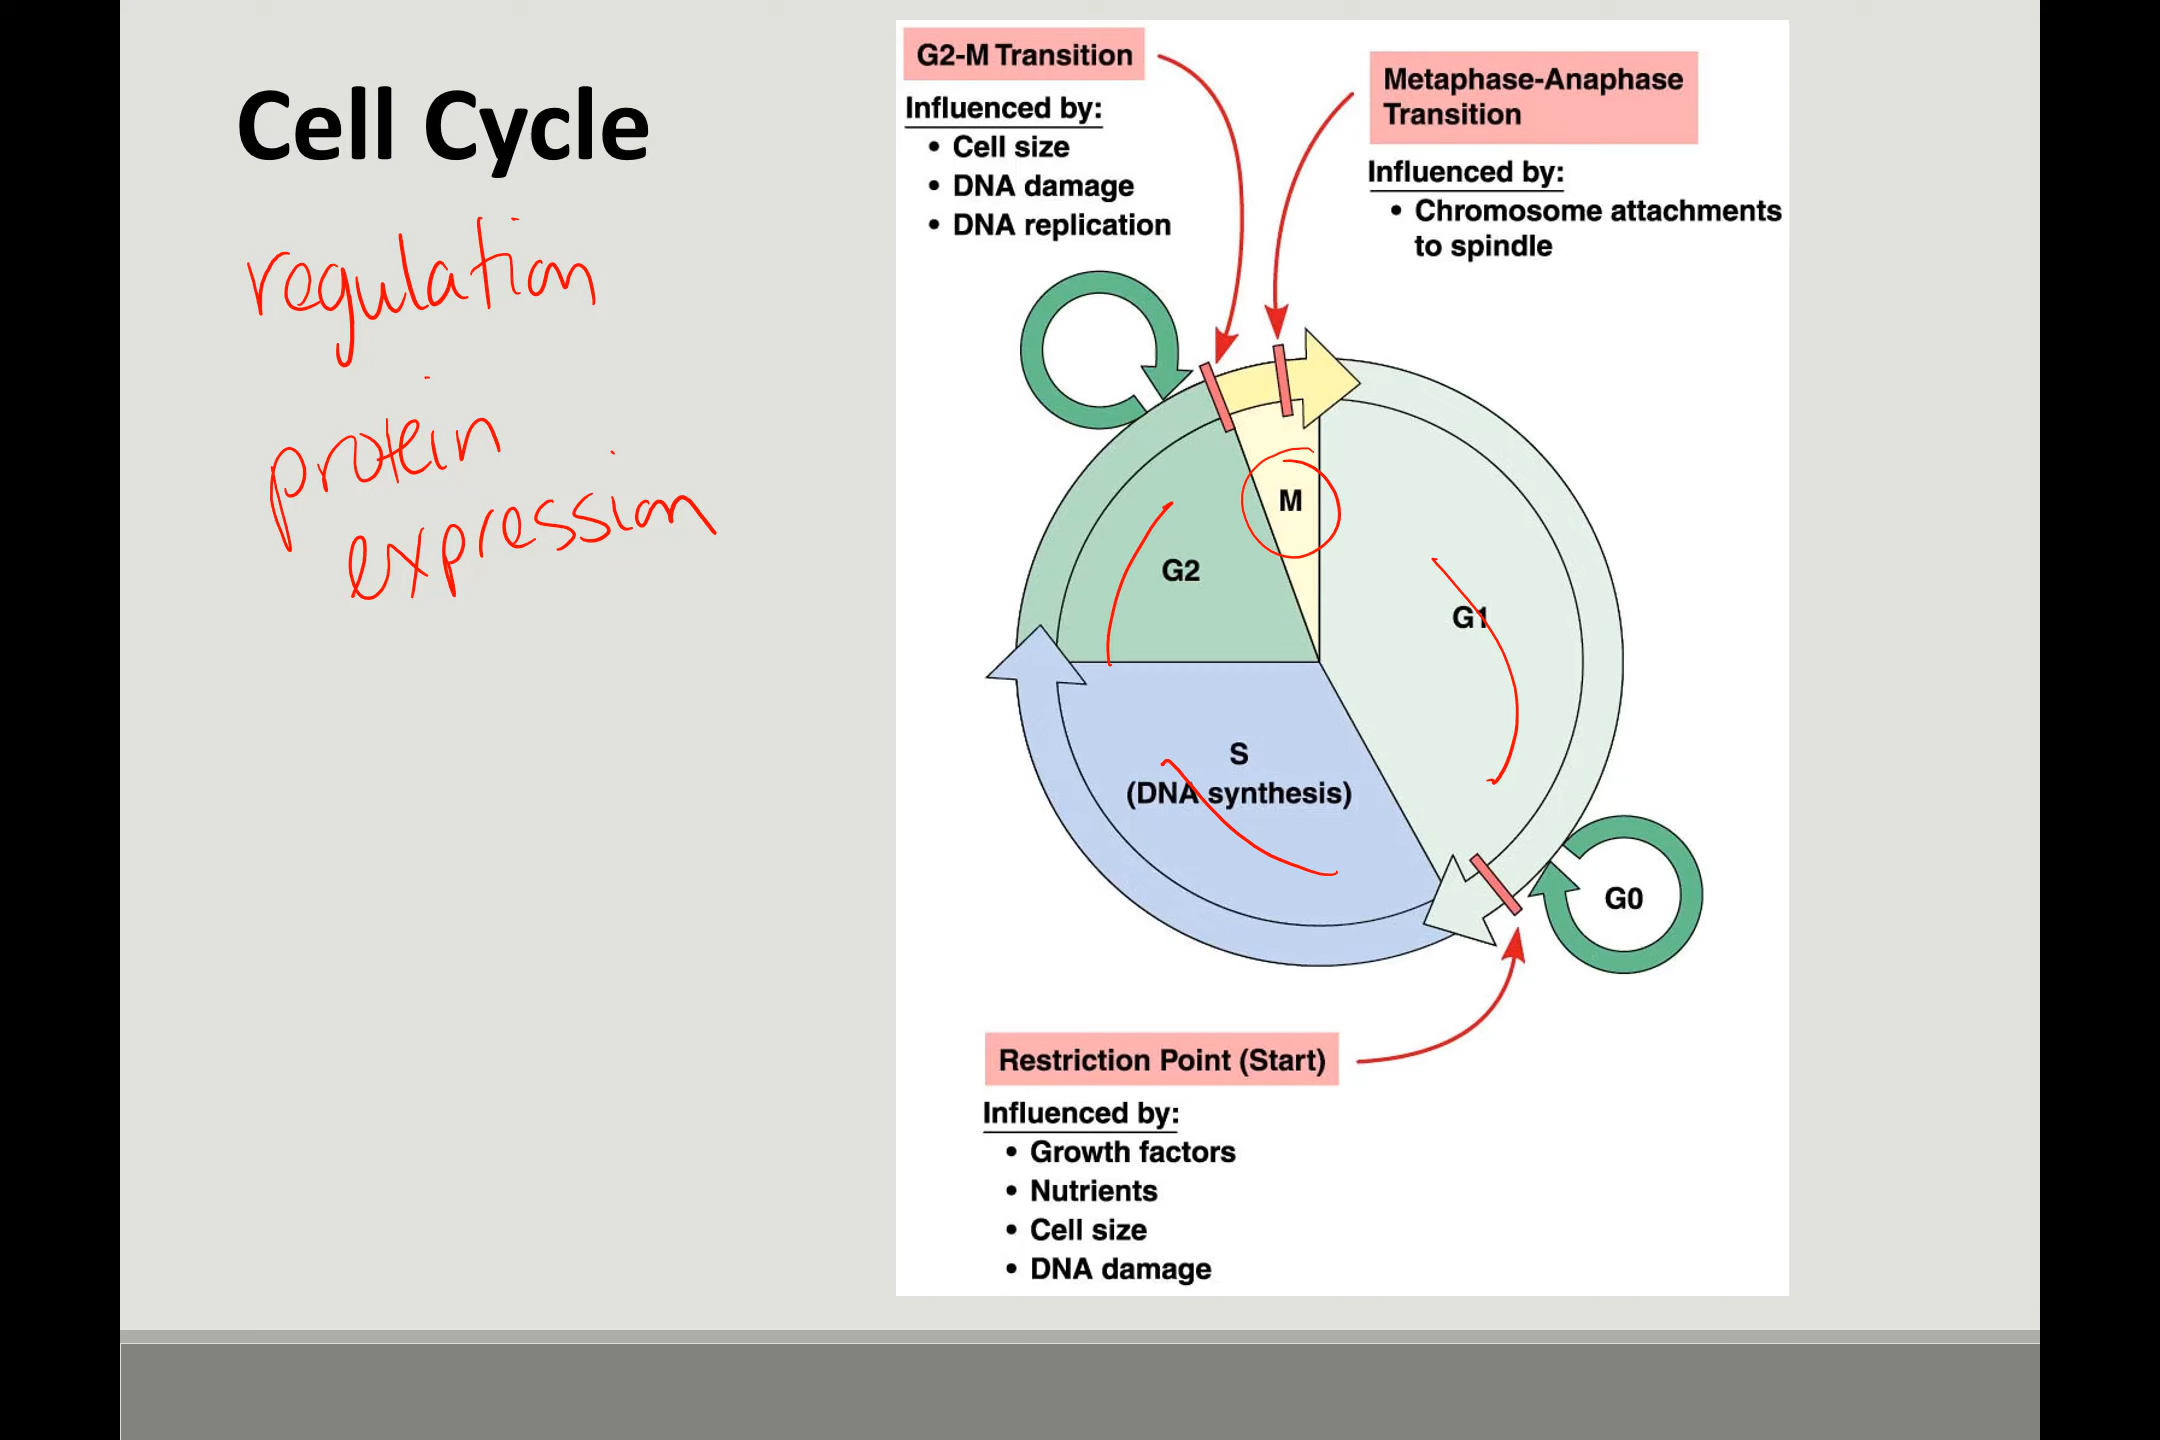 Cell Cycle
regulation
protein
expression
G2-M Transition
Influenced by:
• Cell size
• DNA damage
• DNA replication
Metaphase-Anaphase
Transition
Influenced by:
• Chromosome attachments
to spindle
M
G2
G1
S
(DNA synthesis)
G0
Restriction Point (Start)
Influenced by:
• Growth factors
• Nutrients
• Cell size
• DNA damage